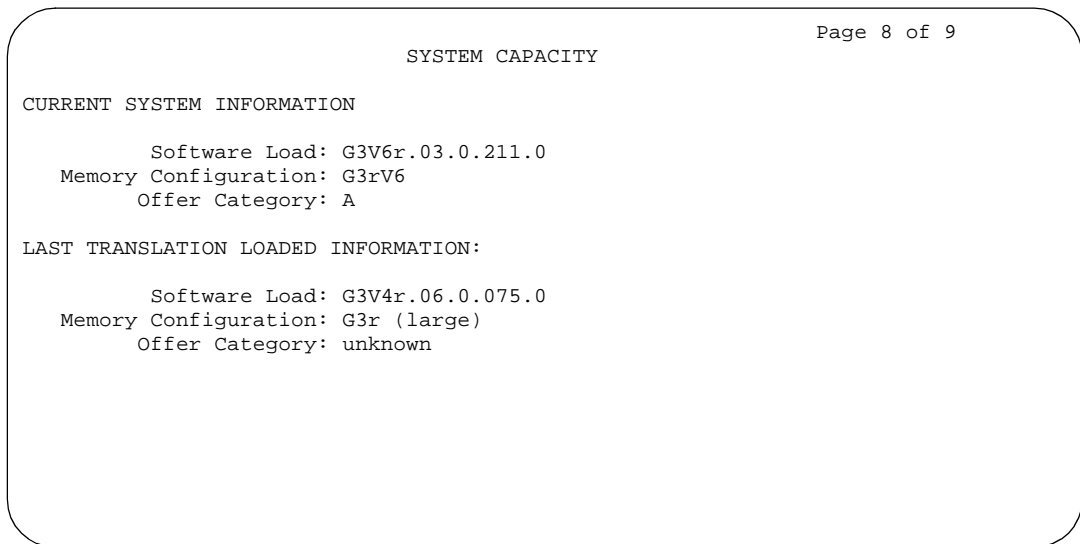 Page 8 of 9
SYSTEM CAPACITY
CURRENT SYSTEM INFORMATION
Software Load: G3V6r.03.0.211.0
Memory Configuration: G3rV6
Offer Category: A
LAST TRANSLATION LOADED INFORMATION:
Software Load: G3V4r.06.0.075.0
Memory Configuration: G3r (large)
Offer Category: unknown